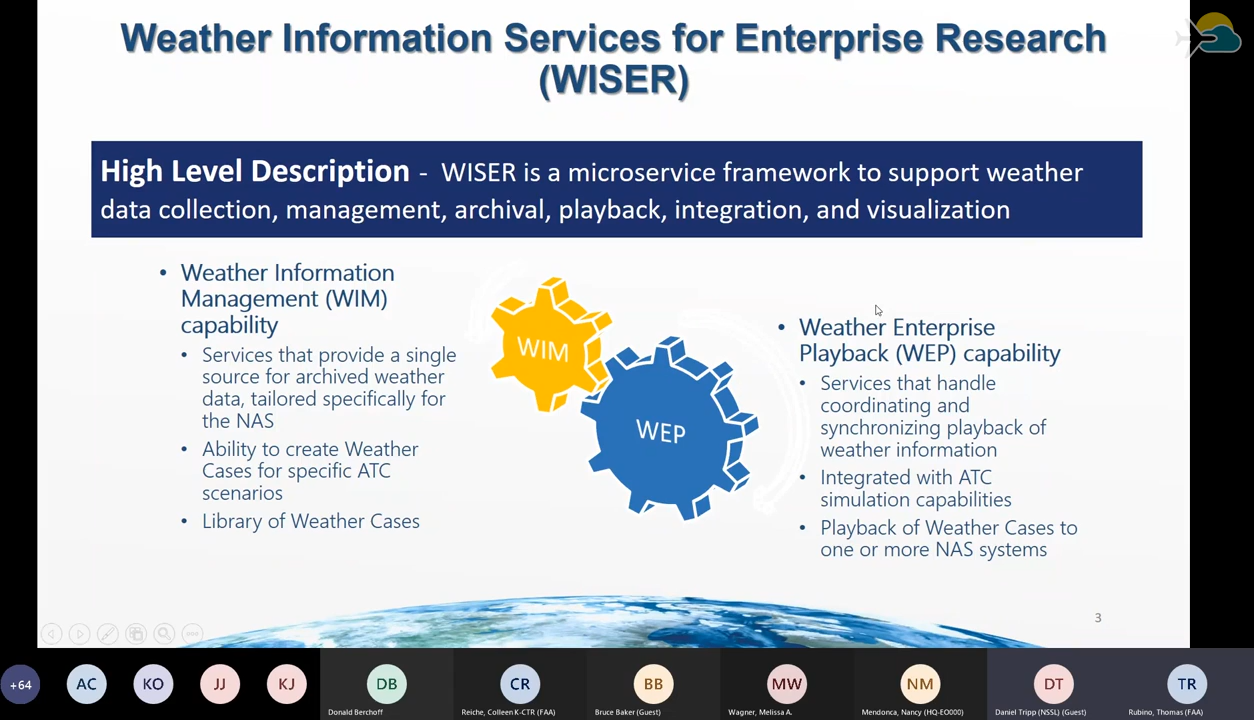 Weather Information Services for Enterprise Research
(WISER)
High Level Description - WISER is a microservice framework to support weather
data collection, management, archival, playback, integration, and visualization
• Weather Information
Management (WIM)
capability
• Services that provide a single
source for archived weather
data, tailored specifically for
the NAS
• Ability to create Weather
Cases for specific ATC
scenarios
• Library of Weather Cases
WIM
WEP
• Weather Enterprise
Playback (WEP) capability
• Services that handle
coordinating and
synchronizing playback of
weather information
• Integrated with ATC
simulation capabilities
• Playback of Weather Cases to
one or more NAS systems
3
+64
AC
KO
JJ
KJ
DB
Donald Berchoff
CR
Reiche, Colleen K-CTR (FAA)
BB
Bruce Baker (Guest)
MW
Wagner, Melissa A.
NM
Mendonca, Nancy (HQ-EO000)
DT
Daniel Tripp (NSSL) (Guest)
TR
Rubino, Thomas (FAA)